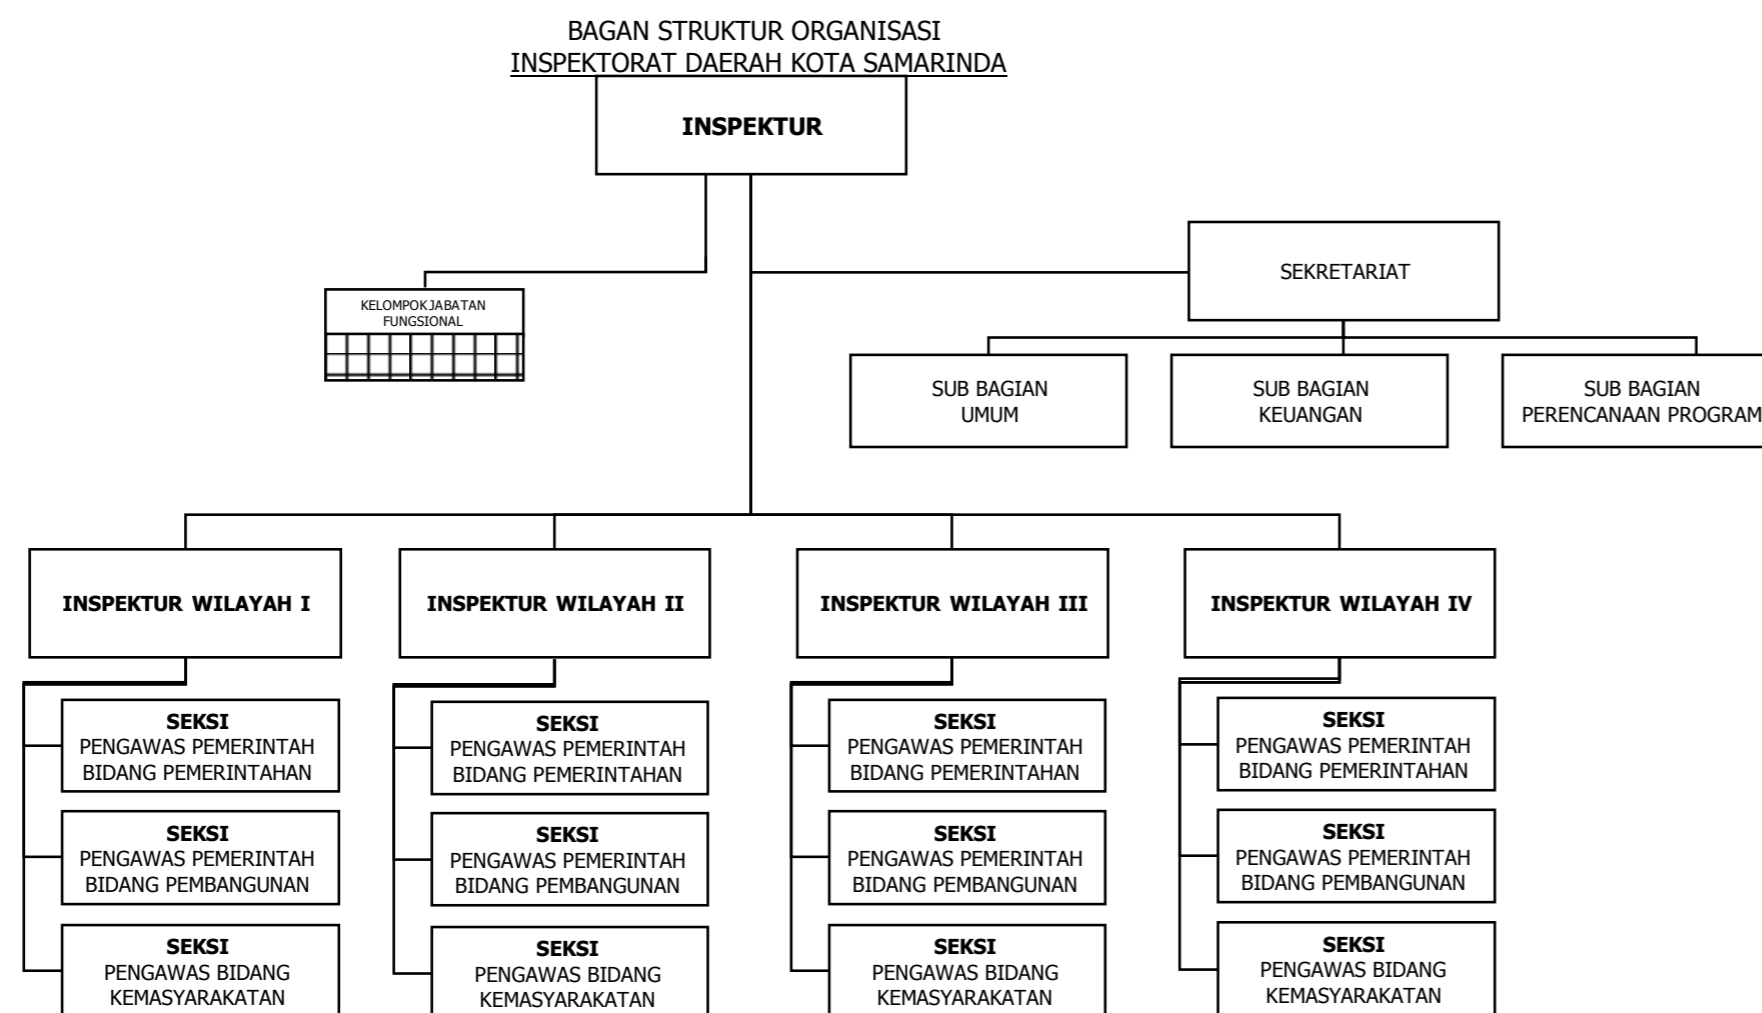 BAGAN STRUKTUR ORGANISASI
INSPEKTORAT DAERAH KOTA SAMARINDA
INSPEKTUR
SEKRETARIAT
KELOMPOK JABATAN
FUNGSIONAL
SUB BAGIAN
UMUM
SUB BAGIAN
KEUANGAN
SUB BAGIAN
PERENCANAAN PROGRAM
INSPEKTUR WILAYAH I
INSPEKTUR WILAYAH II
INSPEKTUR WILAYAH III
INSPEKTUR WILAYAH IV
SEKSI
PENGAWAS PEMERINTAH
BIDANG PEMERINTAHAN
SEKSI
PENGAWAS PEMERINTAH
BIDANG PEMERINTAHAN
SEKSI
PENGAWAS PEMERINTAH
BIDANG PEMERINTAHAN
SEKSI
PENGAWAS PEMERINTAH
BIDANG PEMERINTAHAN
SEKSI
PENGAWAS PEMERINTAH
BIDANG PEMBANGUNAN
SEKSI
PENGAWAS PEMERINTAH
BIDANG PEMBANGUNAN
SEKSI
PENGAWAS PEMERINTAH
BIDANG PEMBANGUNAN
SEKSI
PENGAWAS PEMERINTAH
BIDANG PEMBANGUNAN
SEKSI
PENGAWAS BIDANG
KEMASYARAKATAN
SEKSI
PENGAWAS BIDANG
KEMASYARAKATAN
SEKSI
PENGAWAS BIDANG
KEMASYARAKATAN
SEKSI
PENGAWAS BIDANG
KEMASYARAKATAN